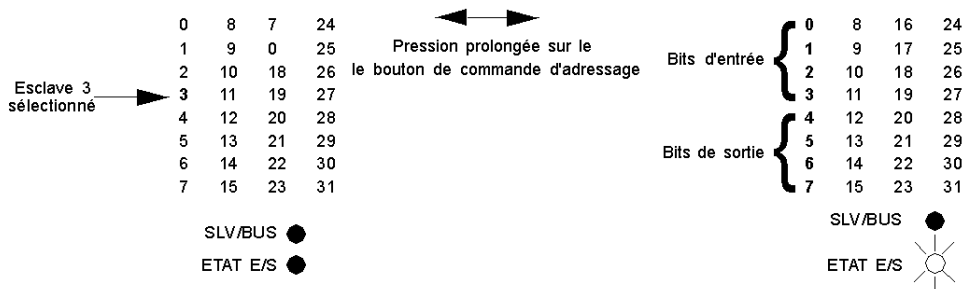 0 8 7 24
1 9 0 25
2 10 18 26
3 11 19 27
4 12 20 28
5 13 21 29
6 14 22 30
7 15 23 31
Esclave 3
sélectionné
SLV/BUS
ETAT E/S
Pression prolongée sur le
le bouton de commande d'adressage
Bits d'entrée
Bits de sortie
0 8 16 24
1 9 17 25
2 10 18 26
3 11 19 27
4 12 20 28
5 13 21 29
6 14 22 30
7 15 23 31
SLV/BUS
ETAT E/S